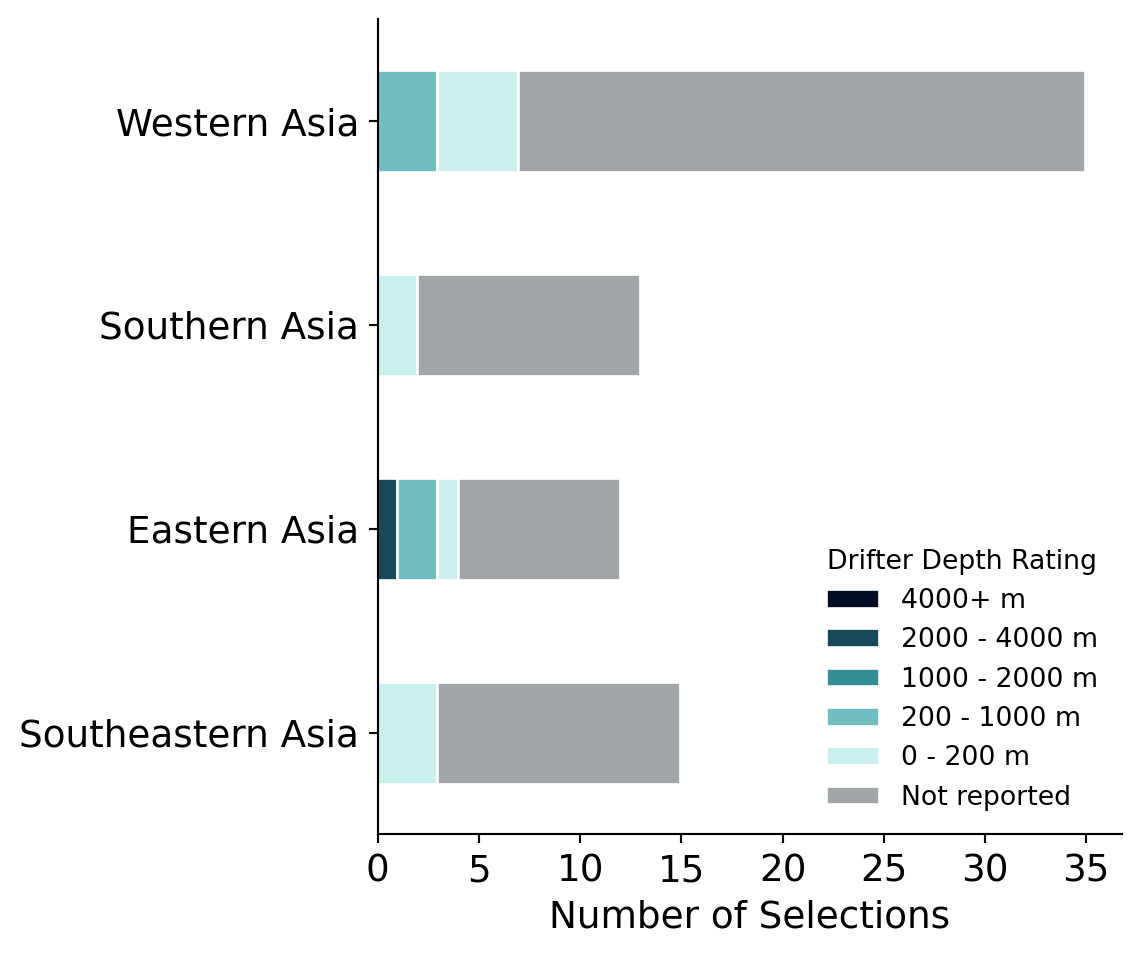 Western Asia
Southern Asia
Eastern Asia
Southeastern Asia
Drifter Depth Rating
4000+ m
2000 - 4000 m
1000 - 2000 m
200 - 1000 m
0 - 200 m
Not reported
0 5 10 15 20 25 30 35
Number of Selections